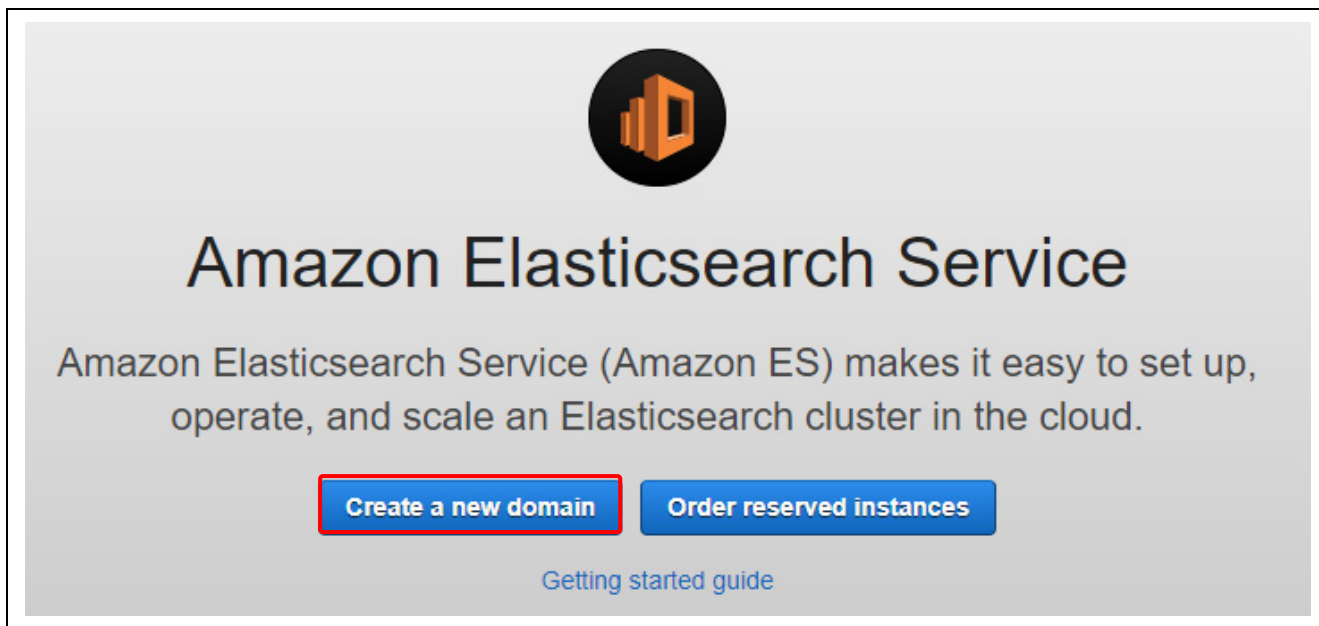 Amazon Elasticsearch Service
Amazon Elasticsearch Service (Amazon ES) makes it easy to set up,
operate, and scale an Elasticsearch cluster in the cloud.
Create a new domain
Order reserved instances
Getting started guide